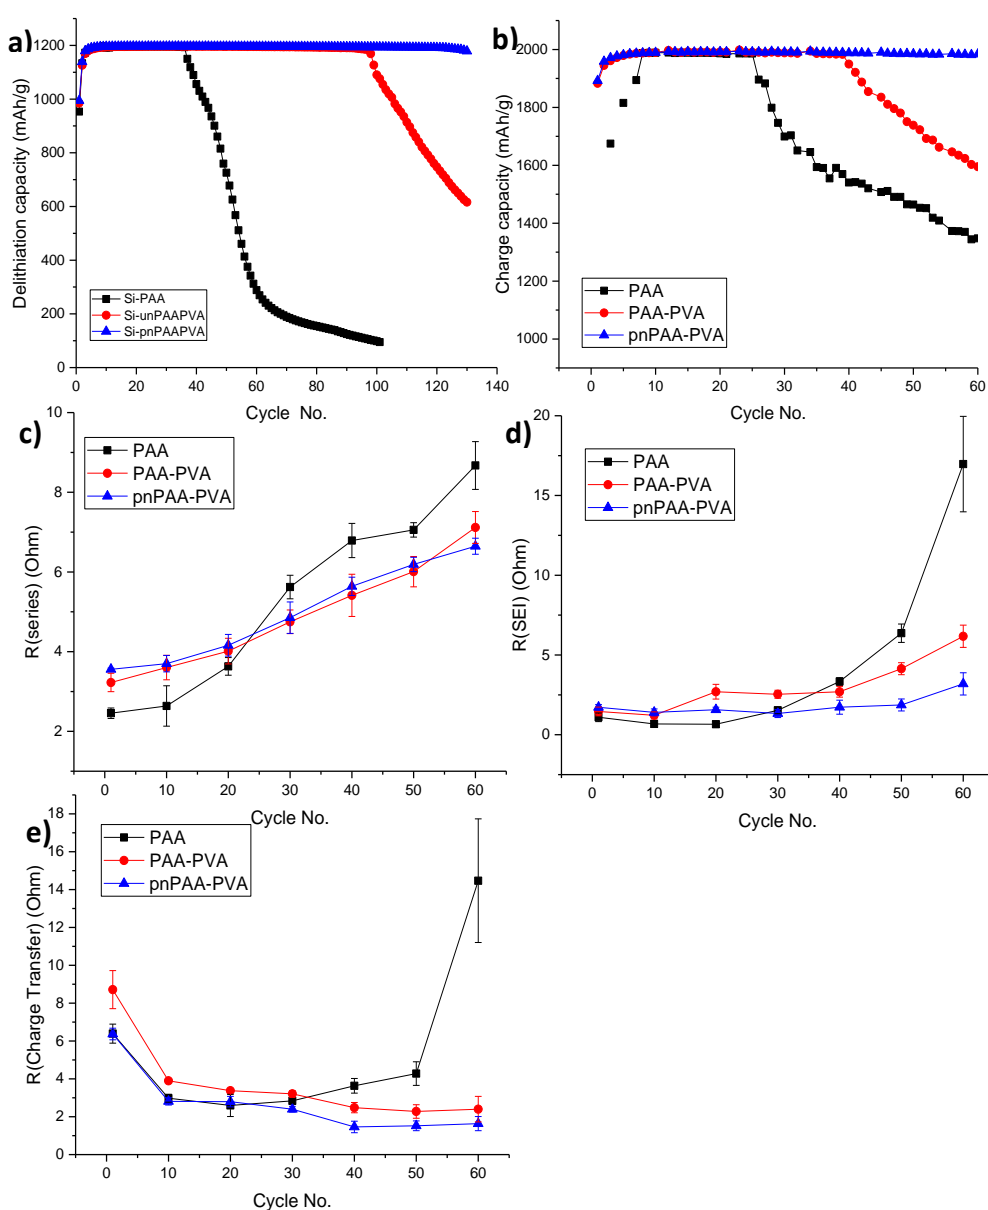 a)
Delithiation capacity (mAh/g)
1200
1000
800
600
400
200
0
Si-PAA
Si-unPAAPVA
Si-pnPAAPVA
0 20 40 60 80 100 120 140
Cycle No.
b)
Charge capacity (mAh/g)
2000
1800
1600
1400
1200
1000
PAA
PAA-PVA
pnPAA-PVA
0 10 20 30 40 50 60
Cycle No.
c)
R(series) (Ohm)
10
8
6
4
2
PAA
PAA-PVA
pnPAA-PVA
0 10 20 30 40 50 60
Cycle No.
d)
R(SEI) (Ohm)
20
15
10
5
0
PAA
PAA-PVA
pnPAA-PVA
0 10 20 30 40 50 60
Cycle No.
e)
R(Charge Transfer) (Ohm)
18
16
14
12
10
8
6
4
2
0
PAA
PAA-PVA
pnPAA-PVA
0 10 20 30 40 50 60
Cycle No.